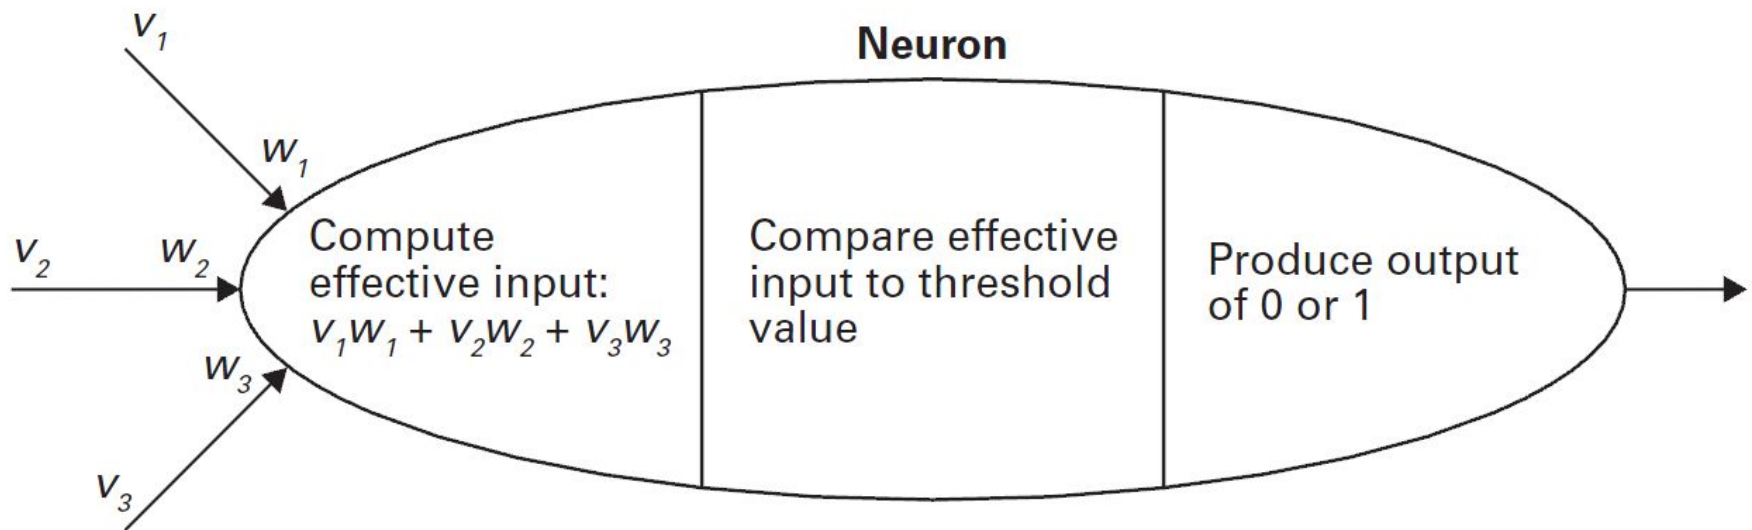 Neuron
v1
w1
v2
w2
w3
v3
Compute
effective input:
v1w1 + v2w2 + v3w3
Compare effective
input to threshold
value
Produce output
of 0 or 1